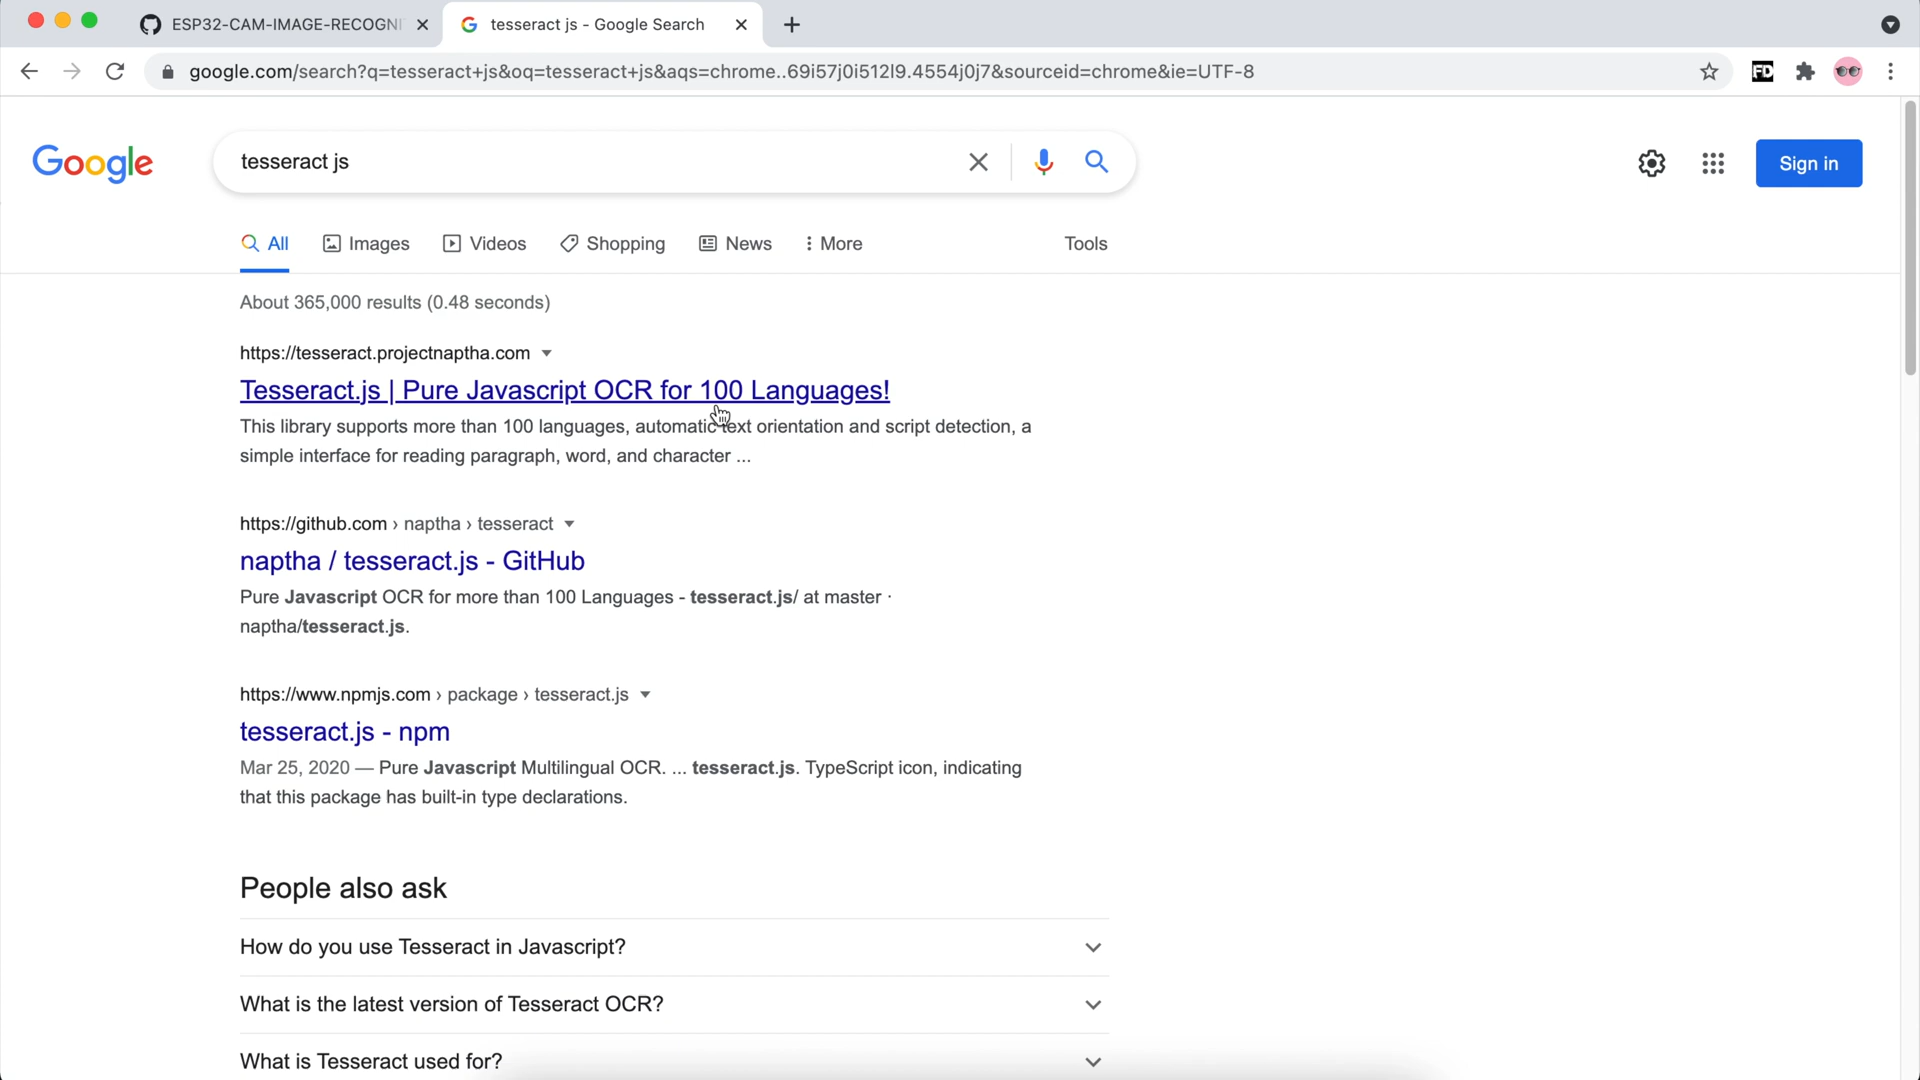 ESP32-CAM-IMAGE-RECOGNI
tesseract js - Google Search
google.com/search?q=tesseract+js&oq=tesseract+js&aqs=chrome..69i57j0i512l9.4554j0j7&sourceid=chrome&ie=UTF-8
FD
Google
tesseract js
Sign in
All
Images
Videos
Shopping
News
More
Tools
About 365,000 results (0.48 seconds)
https://tesseract.projectnaptha.com
Tesseract.js | Pure Javascript OCR for 100 Languages!
This library supports more than 100 languages, automatic text orientation and script detection, a
simple interface for reading paragraph, word, and character ...
https://github.com › naptha › tesseract
naptha / tesseract.js - GitHub
Pure Javascript OCR for more than 100 Languages - tesseract.js/ at master ·
naptha/tesseract.js.
https://www.npmjs.com › package › tesseract.js
tesseract.js - npm
Mar 25, 2020 — Pure Javascript Multilingual OCR. ... tesseract.js. TypeScript icon, indicating
that this package has built-in type declarations.
People also ask
How do you use Tesseract in Javascript?
What is the latest version of Tesseract OCR?
What is Tesseract used for?